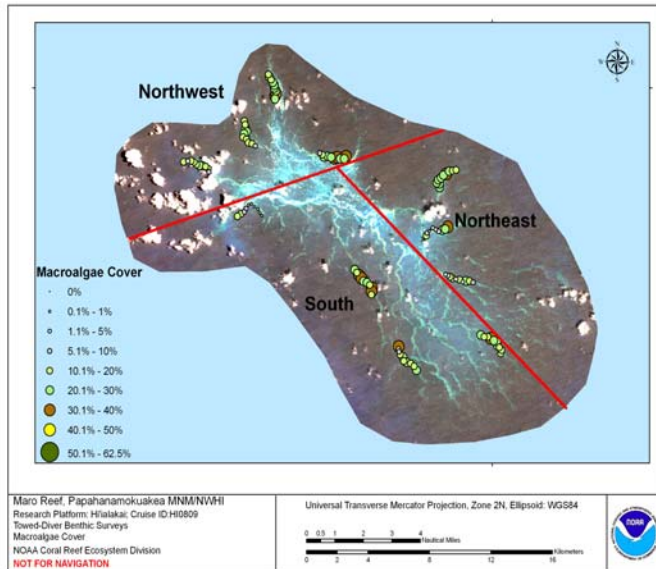 N
W
E
S
Northwest
Northeast
South
Macroalgae Cover
0%
0.1% - 1%
1.1% - 5%
5.1% - 10%
10.1% - 20%
20.1% - 30%
30.1% - 40%
40.1% - 50%
50.1% - 62.5%
Maro Reef, Papahanamokuakea MNM/NWHI
Research Platform: Hi'ialakai; Cruise ID:HI0809
Towed-Diver Benthic Surveys
Macroalgae Cover
NOAA Coral Reef Ecosystem Division
NOT FOR NAVIGATION
Universal Transverse Mercator Projection, Zone 2N, Ellipsoid: WGS84
0 0.5 1 2 3 4
Nautical Miles
0 2 4 8 12 16
Kilometers
NOAA